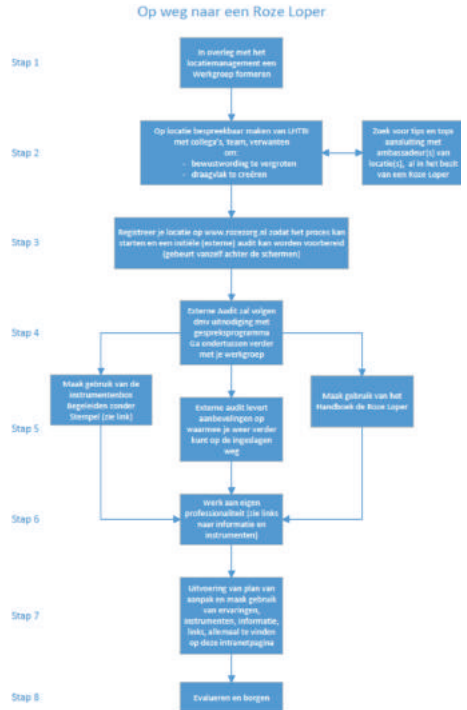 Op weg naar een Roze Loper
Stap 1
In overleg met het
locatiemanagement een
Werkgroep formeren
Stap 2
Op locatie bespreekbaar maken van LHTBI
met collega's, team, verwanten
om:
- bewustwording te vergroten
- draagvlak te creëren
Zoek voor tips en tops
aansluiting met
ambassadeur(s) van
locatie(s), al in het bezit
van een Roze Loper
Stap 3
Registreer je locatie op www.rozezorg.nl zodat het proces kan
starten en een initiële (externe) audit kan worden voorbereid
(gebeurt vanzelf achter de schermen)
Stap 4
Externe Audit zal volgen
dmv uitnodiging met
gespreksprogramma
Ga ondertussen verder
met je werkgroep
Maak gebruik van de
Instrumentenbox
Begeleiden zonder
Stempel (zie link)
Stap 5
Externe audit levert
aanbevelingen op
waarmee je weer verder
kunt op de ingeslagen
weg
Maak gebruik van het
Handboek de Roze Loper
Stap 6
Werk aan eigen
professionaliteit (zie links
naar informatie en
instrumenten)
Stap 7
Uitvoering van plan van
aanpak en maak gebruik
van ervaringen,
instrumenten, informatie,
links, allemaal te vinden
op deze intranetpagina
Stap 8
Evalueren en borgen